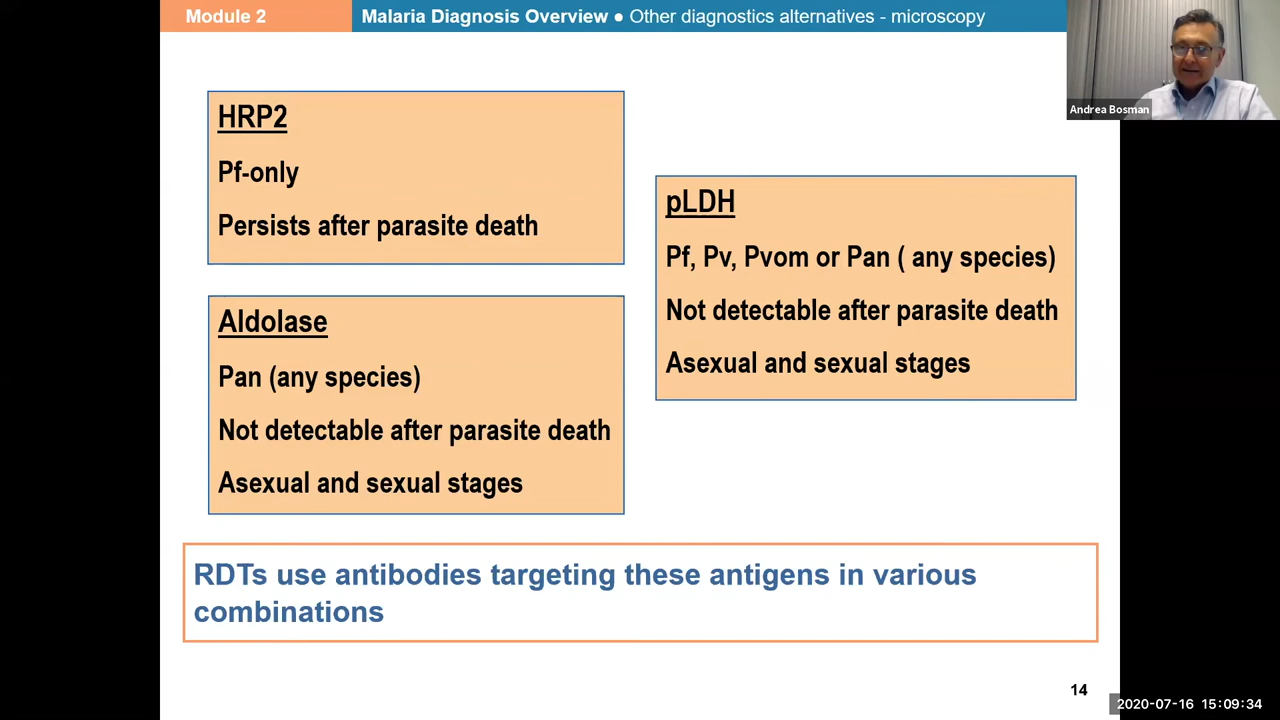 Module 2
Malaria Diagnosis Overview ● Other diagnostics alternatives - microscopy
Andrea Bosman
HRP2
Pf-only
Persists after parasite death
pLDH
Pf, Pv, Pvom or Pan ( any species)
Not detectable after parasite death
Asexual and sexual stages
Aldolase
Pan (any species)
Not detectable after parasite death
Asexual and sexual stages
RDTs use antibodies targeting these antigens in various
combinations
14
2020-07-16 15:09:34